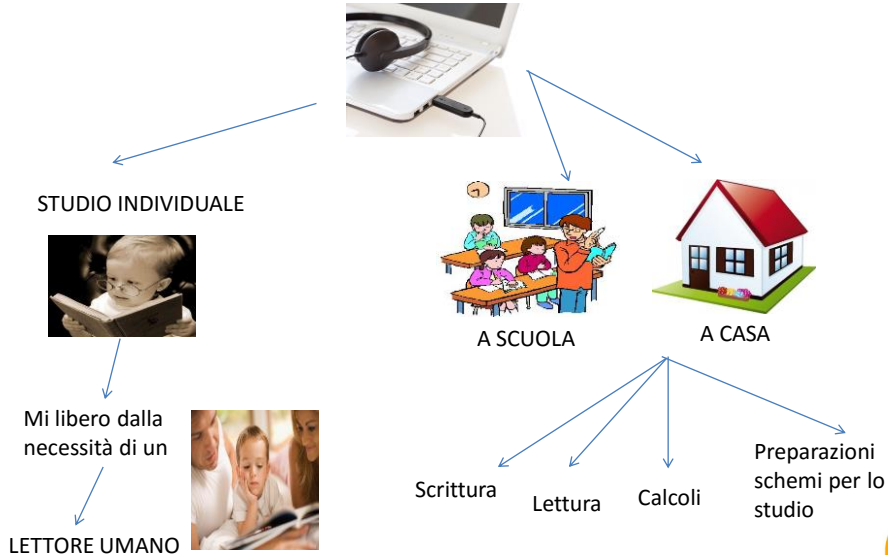 STUDIO INDIVIDUALE
Mi libero dalla
necessità di un
LETTORE UMANO
A SCUOLA
A CASA
Scrittura
Lettura
Calcoli
Preparazioni
schemi per lo
studio